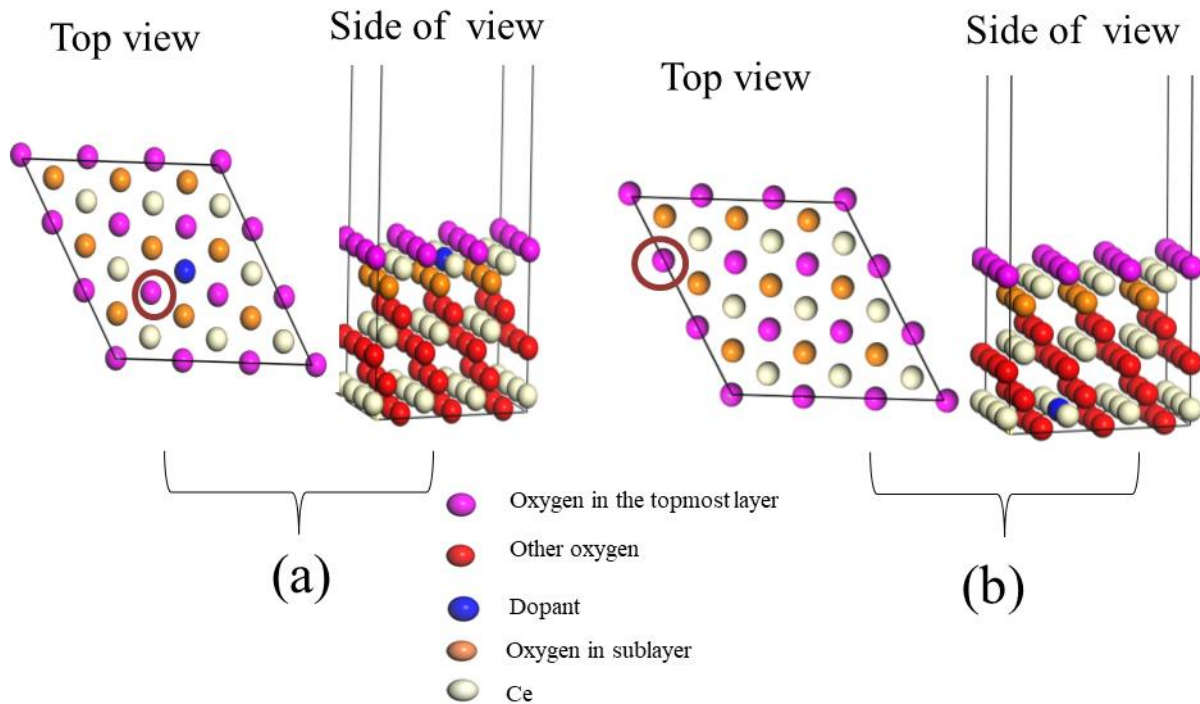 Top view
Side of view
Top view
Side of view
(a)
(b)
Oxygen in the topmost layer
Other oxygen
Dopant
Oxygen in sublayer
Ce